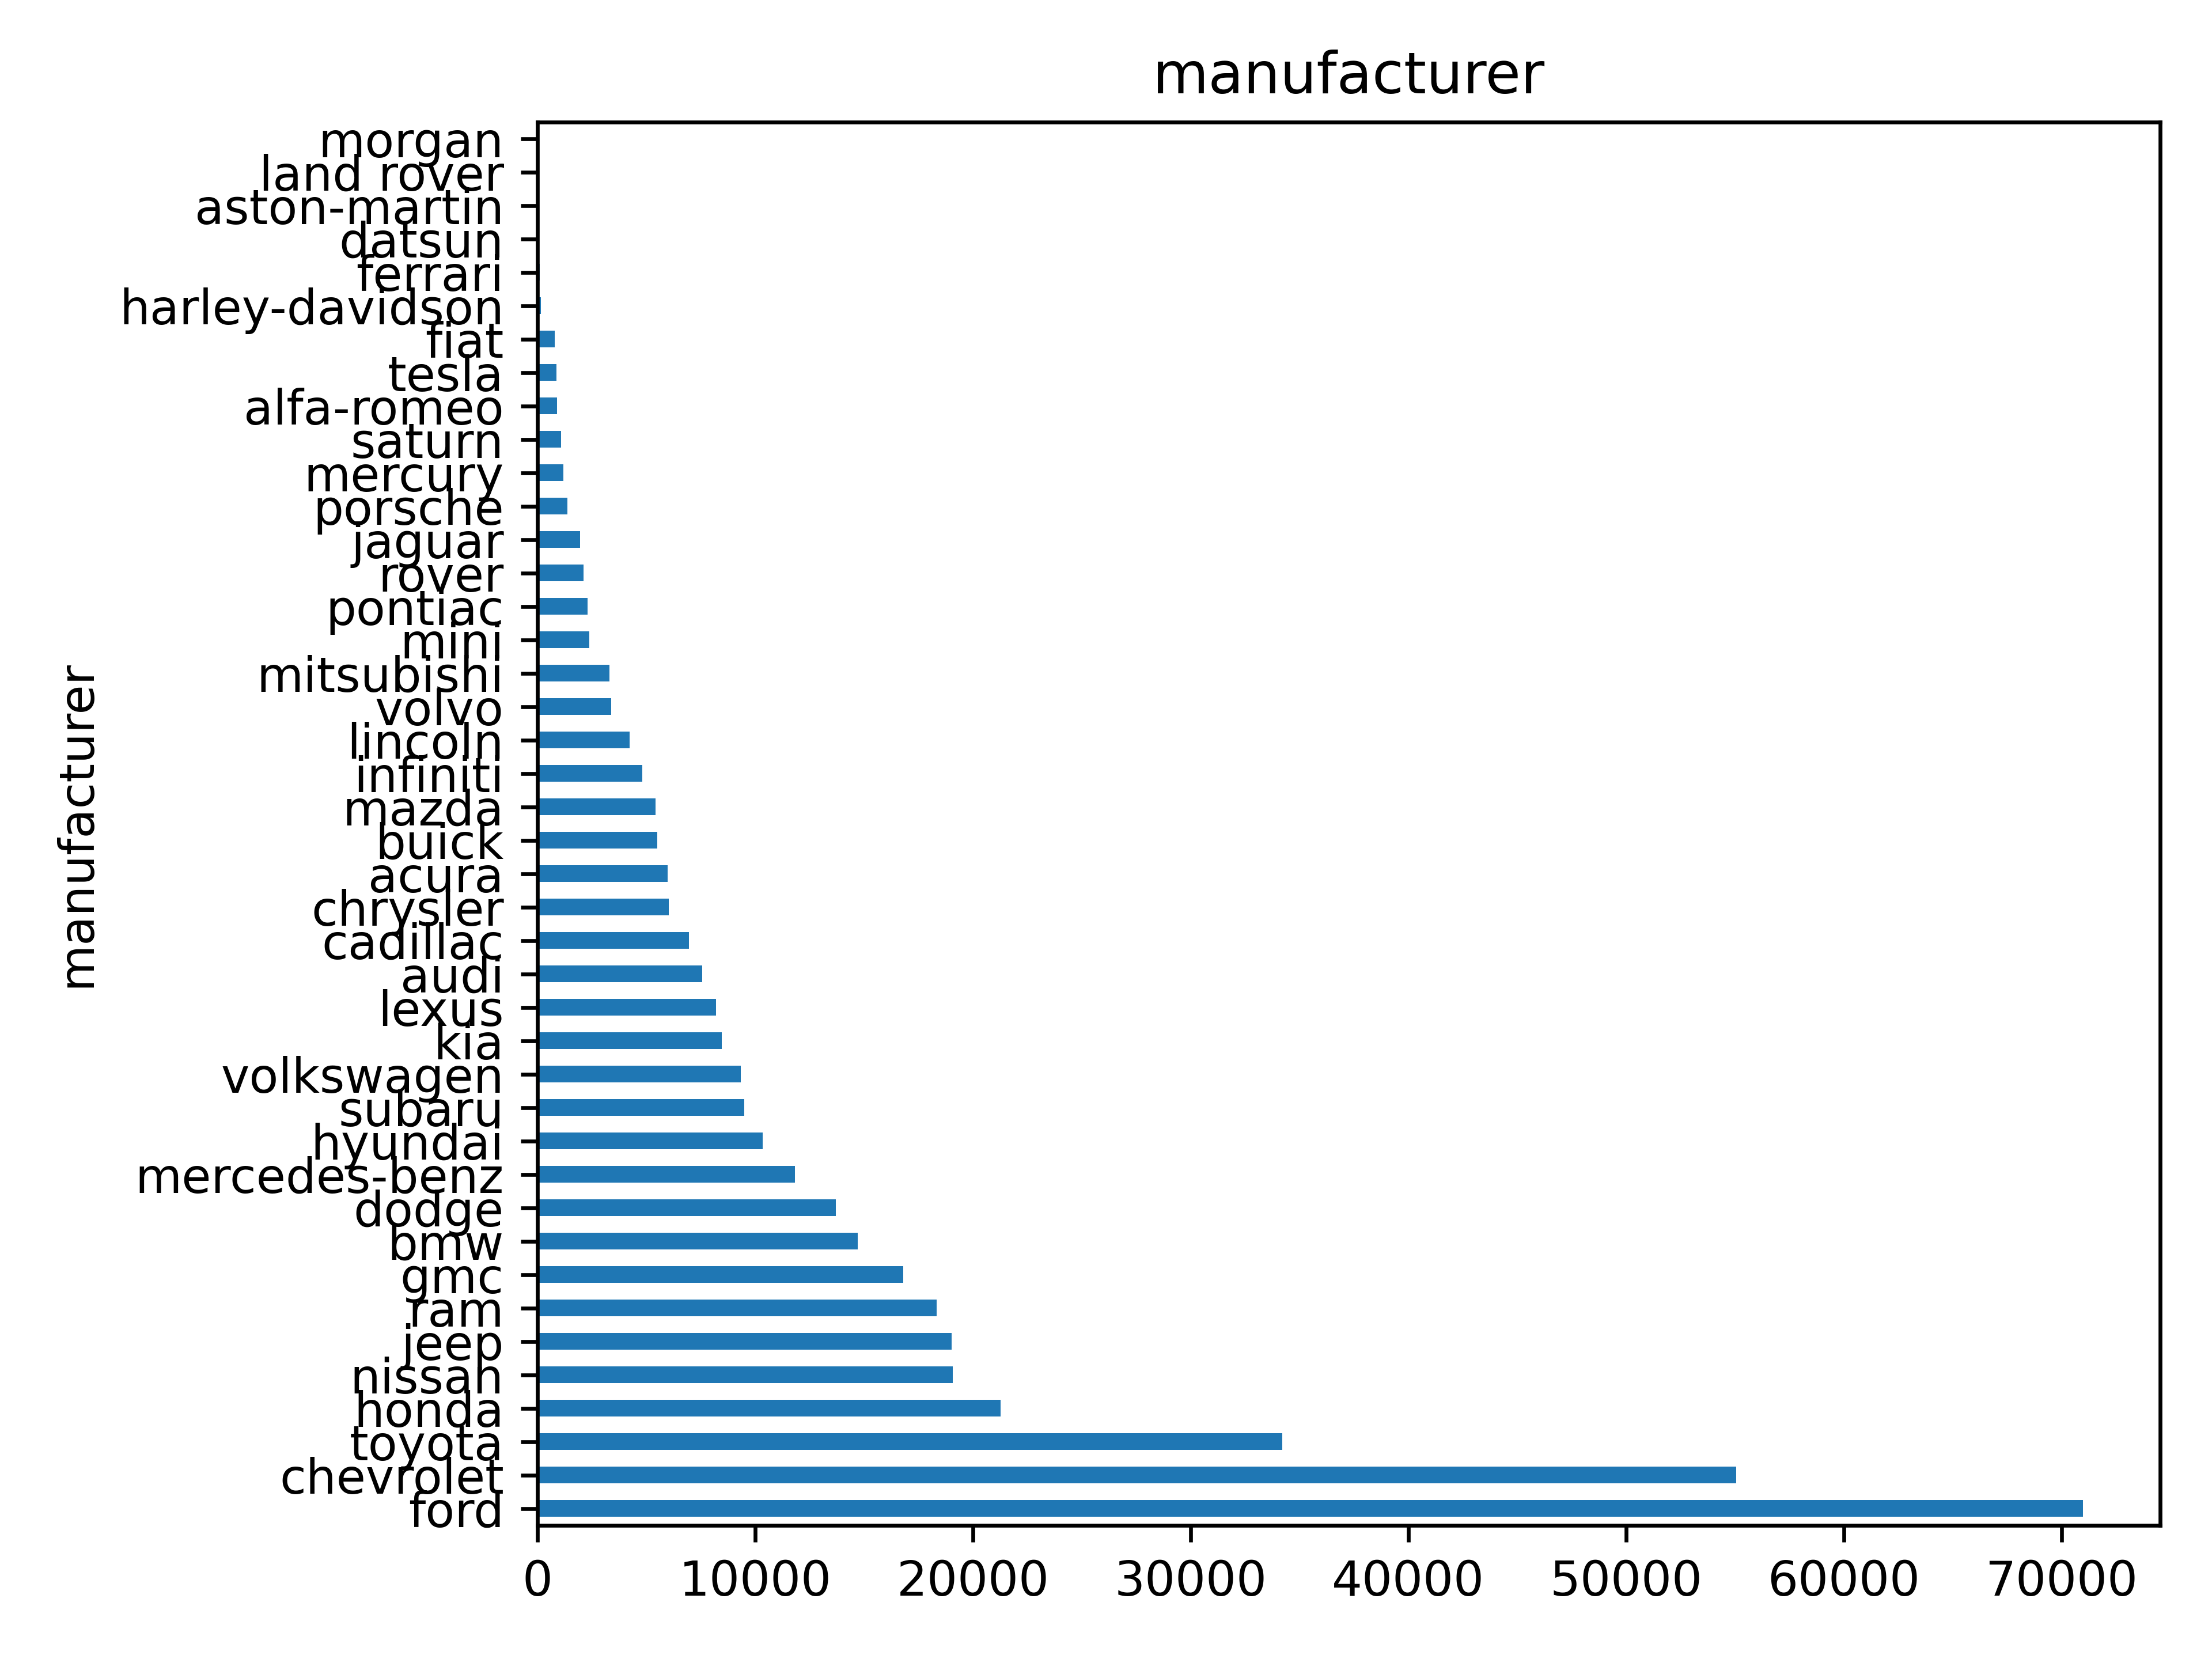 manufacturer
morgan
land rover
aston-martin
datsun
ferrari
harley-davidson
fiat
tesla
alfa-romeo
saturn
mercury
porsche
jaguar
rover
pontiac
mini
mitsubishi
volvo
lincoln
infiniti
mazda
buick
acura
chrysler
cadillac
audi
lexus
kia
volkswagen
subaru
hyundai
mercedes-benz
dodge
bmw
gmc
ram
jeep
nissan
honda
toyota
chevrolet
ford
manufacturer
0 10000 20000 30000 40000 50000 60000 70000